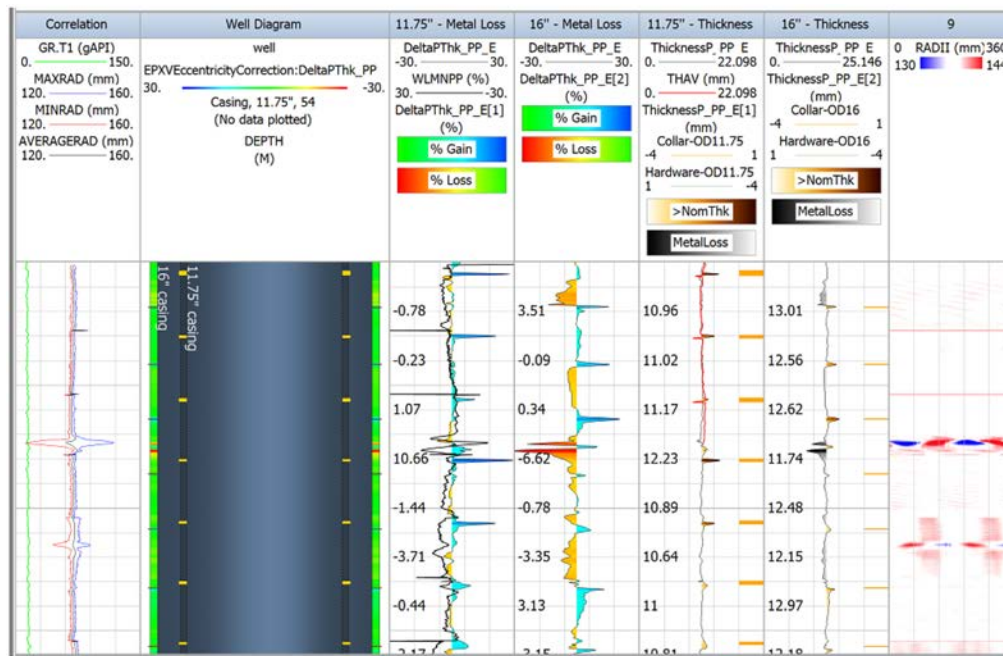 Correlation
GR.T1 (gAPI)
0. 150.
MAXRAD (mm)
120. 160.
MINRAD (mm)
120. 160.
AVERAGERAD (mm)
120. 160.
Well Diagram
well
EPXVEccentricityCorrection:DeltaPThk_PP
30. -30.
Casing, 11.75", 54
(No data plotted)
DEPTH
(M)
16" casing
11.75" casing
11.75" - Metal Loss
DeltaPThk_PP_E
-30. 30.
WLMNPP (%)
30. -30.
DeltaPThk_PP_E[1]
(%)
% Gain
% Loss
-0.78
-0.23
1.07
10.66
-1.44
-3.71
-0.44
16" - Metal Loss
DeltaPThk_PP_E
-30. 30.
DeltaPThk_PP_E[2]
(%)
% Gain
% Loss
3.51
-0.09
0.34
-6.62
-0.78
-3.35
3.13
11.75" - Thickness
ThicknessP_PP_E
0. 22.098
THAV (mm)
0. 22.098
ThicknessP_PP_E[1]
(mm)
Collar-OD11.75
-4 1
Hardware-OD11.75
1 -4
>NomThk
MetalLoss
10.96
11.02
11.17
12.23
10.89
10.64
11
10.81
16" - Thickness
ThicknessP_PP_E
0. 25.146
ThicknessP_PP_E[2]
(mm)
Collar-OD16
-4 1
Hardware-OD16
1 -4
>NomThk
MetalLoss
13.01
12.56
12.62
11.74
12.48
12.15
12.97
9
0 RADII (mm) 360
130 144